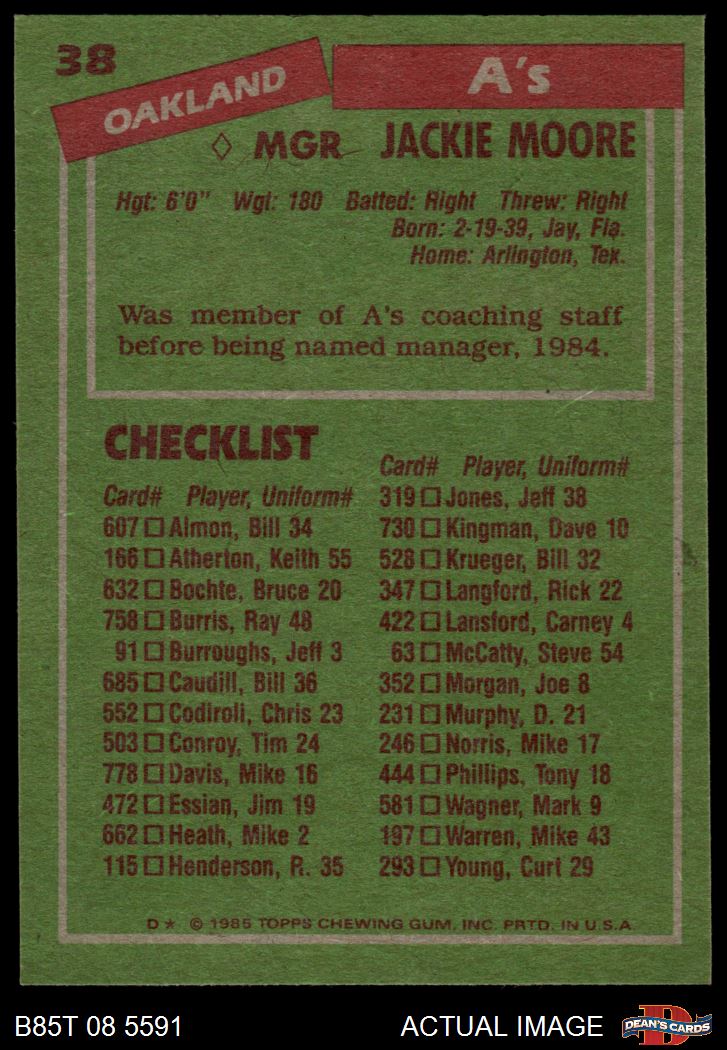 38
OAKLAND
A's
MGR JACKIE MOORE
Hgt: 6'0" Wgt: 180 Batted: Right Threw: Right
Born: 2-19-39, Jay, Fla.
Home: Arlington, Tex.
Was member of A's coaching staff
before being named manager, 1984.
CHECKLIST
Card# Player, Uniform#
607 Almon, Bill 34
166 Atherton, Keith 55
632 Bochte, Bruce 20
758 Burris, Ray 48
91 Burroughs, Jeff 3
685 Caudill, Bill 36
552 Codiroli, Chris 23
503 Conroy, Tim 24
778 Davis, Mike 16
472 Essian, Jim 19
662 Heath, Mike 2
115 Henderson, R. 35
Card# Player, Uniform#
319 Jones, Jeff 38
730 Kingman, Dave 10
528 Krueger, Bill 32
347 Langford, Rick 22
422 Lansford, Carney 4
63 McCatty, Steve 54
352 Morgan, Joe 8
231 Murphy, D. 21
246 Norris, Mike 17
444 Phillips, Tony 18
581 Wagner, Mark 9
197 Warren, Mike 43
293 Young, Curt 29
D★ © 1985 TOPPS CHEWING GUM, INC. PRTD. IN U.S.A.
B85T 08 5591
ACTUAL IMAGE
D
DEAN'S CARDS